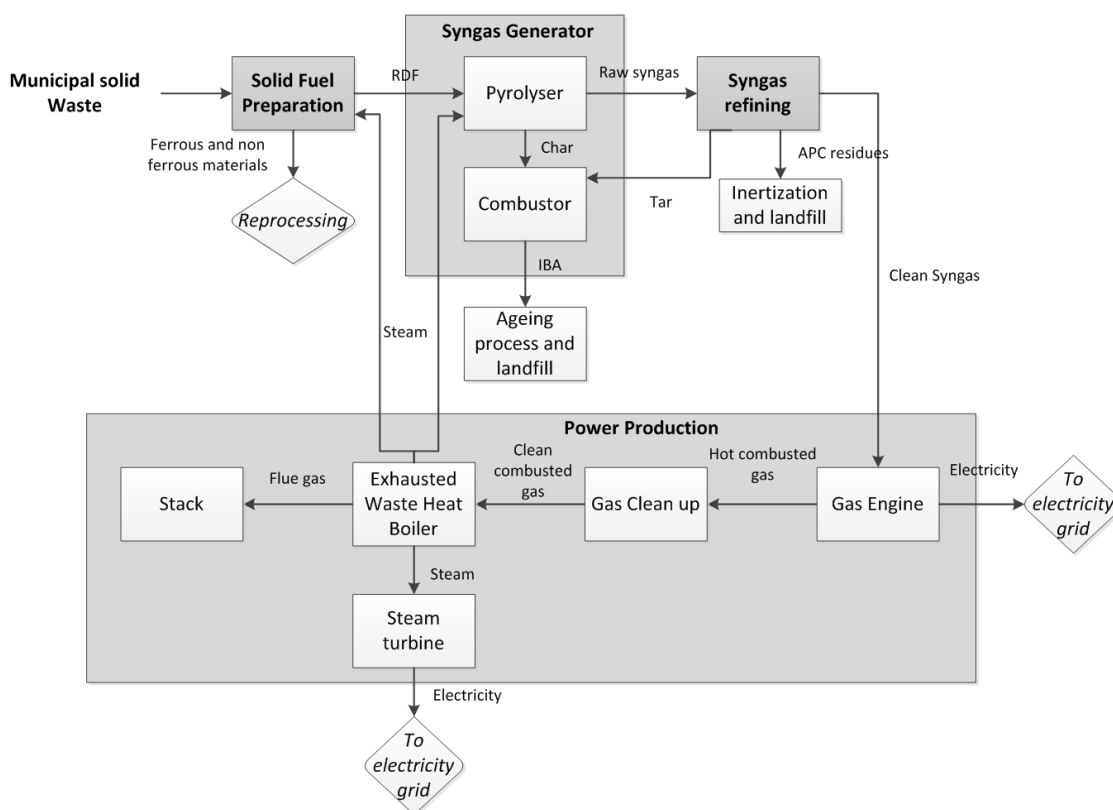 Syngas Generator
Municipal solid
Waste
Solid Fuel
Preparation
RDF
Pyrolyser
Raw syngas
Syngas
refining
Ferrous and non
ferrous materials
Char
APC residues
Reprocessing
Combustor
Tar
Inertization
and landfill
IBA
Clean Syngas
Steam
Ageing
process and
landfill
Power Production
Stack
Flue gas
Exhausted
Waste Heat
Boiler
Clean
combusted
gas
Gas Clean up
Hot combusted
gas
Gas Engine
Electricity
To
electricity
grid
Steam
Steam
turbine
Electricity
To
electricity
grid